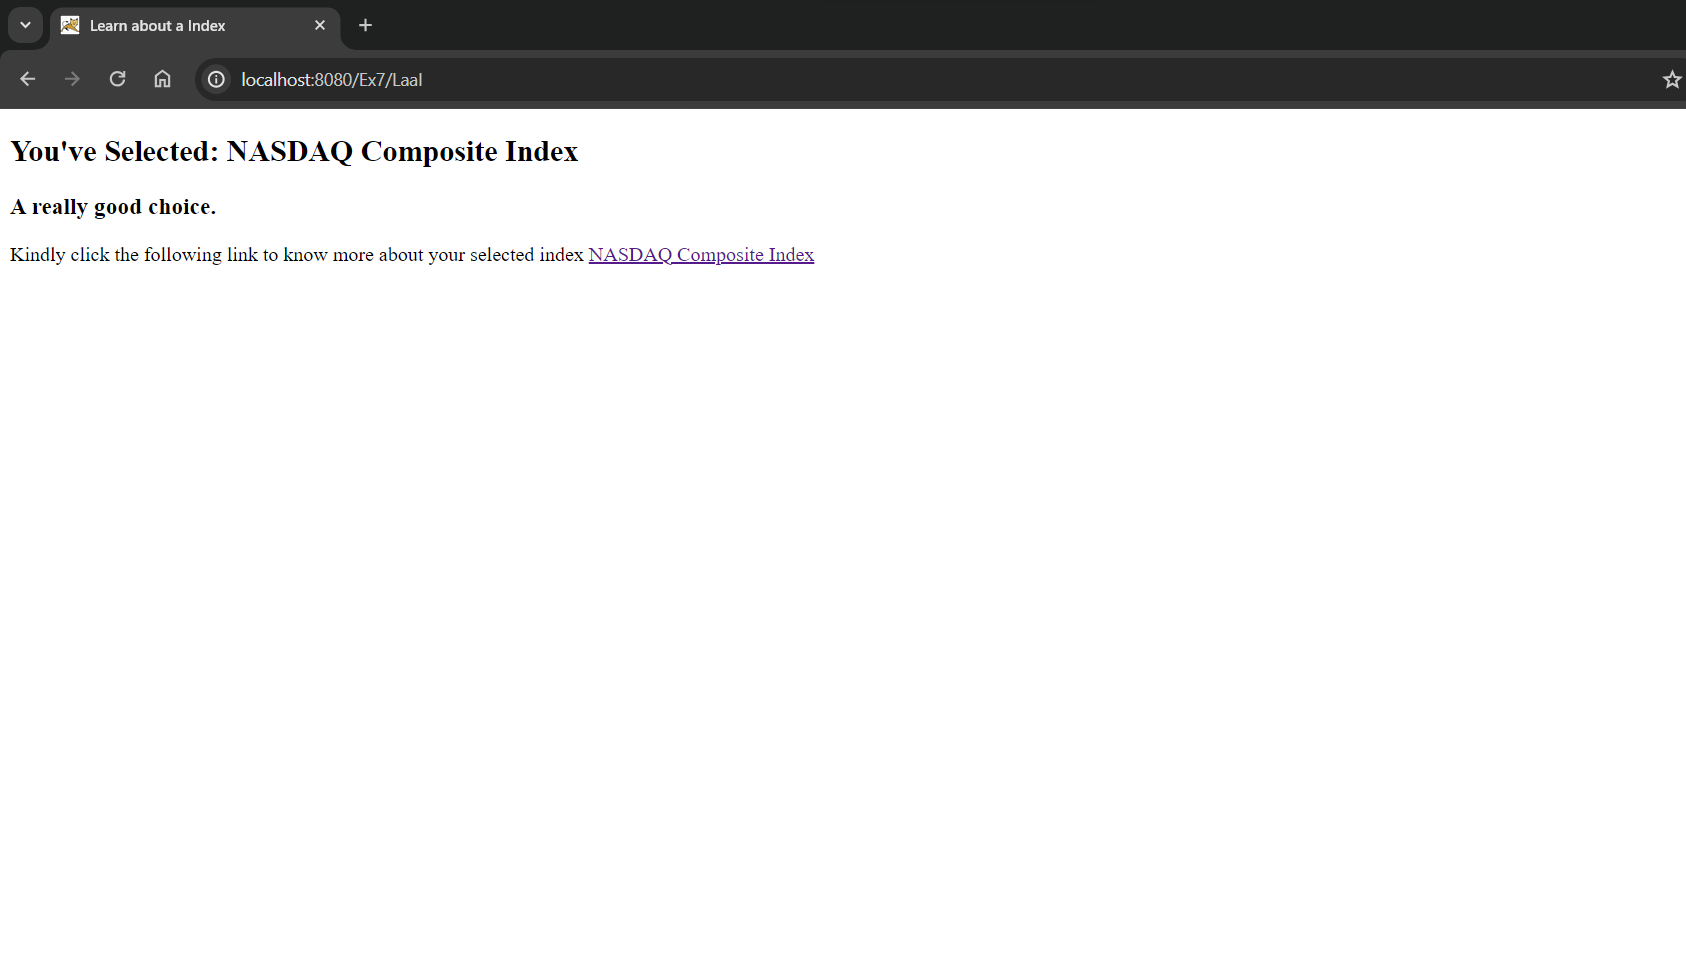 Learn about a Index
localhost:8080/Ex7/LaaI
You've Selected: NASDAQ Composite Index
A really good choice.
Kindly click the following link to know more about your selected index NASDAQ Composite Index